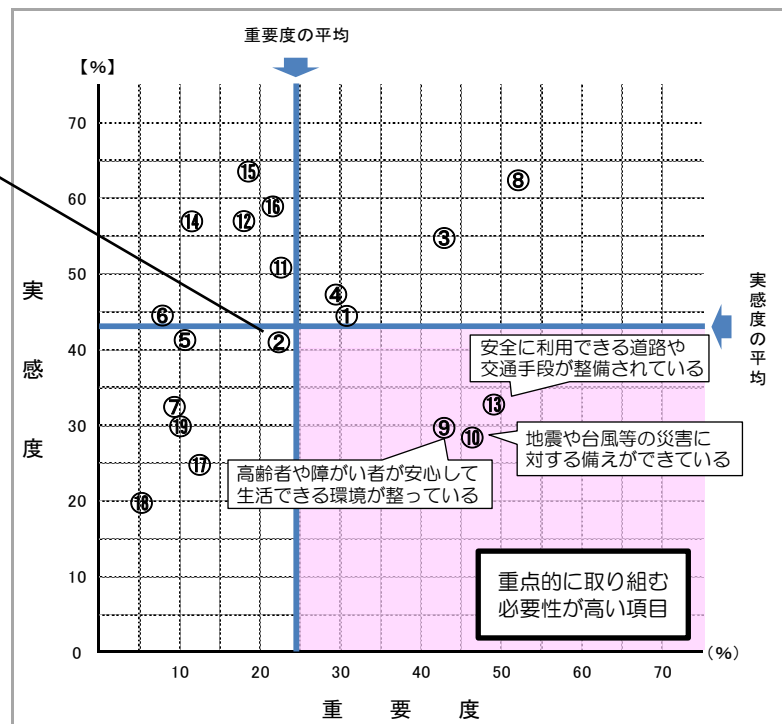 重要度の平均
【%】
70
60
50
40
30
20
10
0
実感度
⑮
⑧
⑯
⑭
⑫
③
⑪
④
①
⑥
⑤
②
⑦
⑬
⑲
⑨
⑩
⑰
⑱
実感度の平均
安全に利用できる道路や
交通手段が整備されている
地震や台風等の災害に
対する備えができている
高齢者や障がい者が安心して
生活できる環境が整っている
重点的に取り組む
必要性が高い項目
10 20 30 40 50 60 70
(%)
重要度